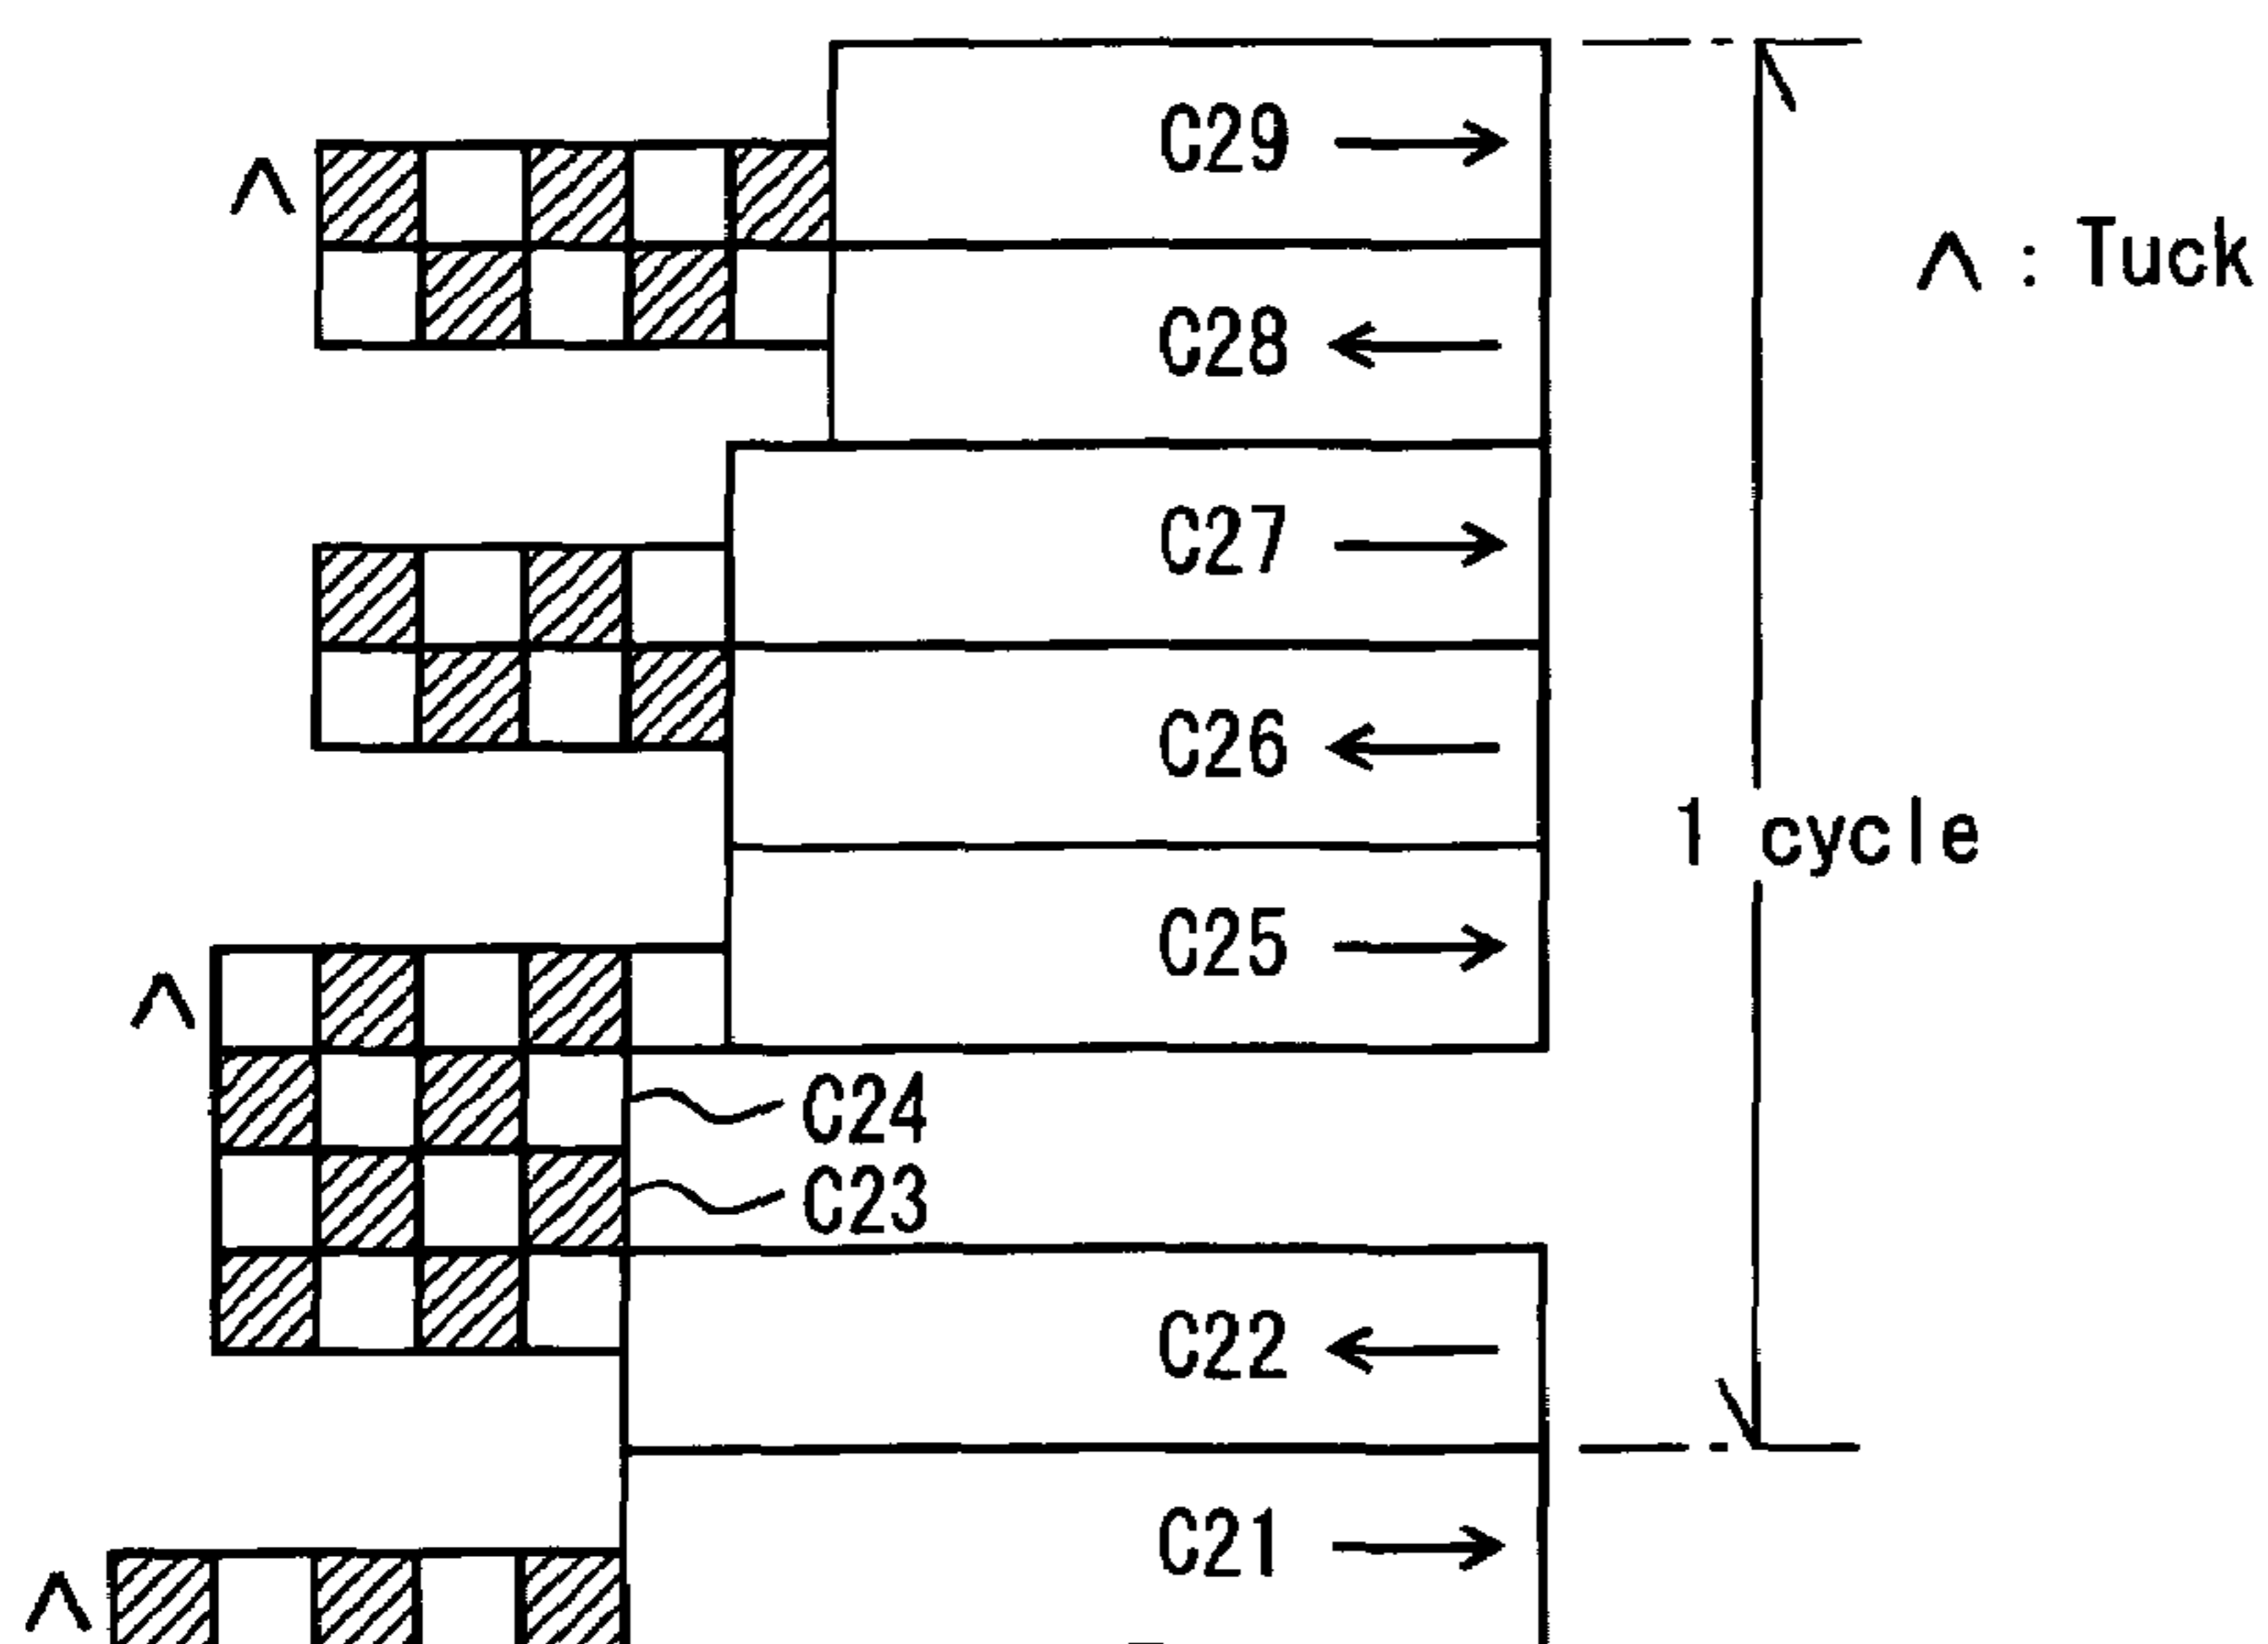 C29 →
∧ : Tuck
C28 ←
C27 →
C26 ←
1 cycle
C25 →
C24
C23
C22 ←
C21 →